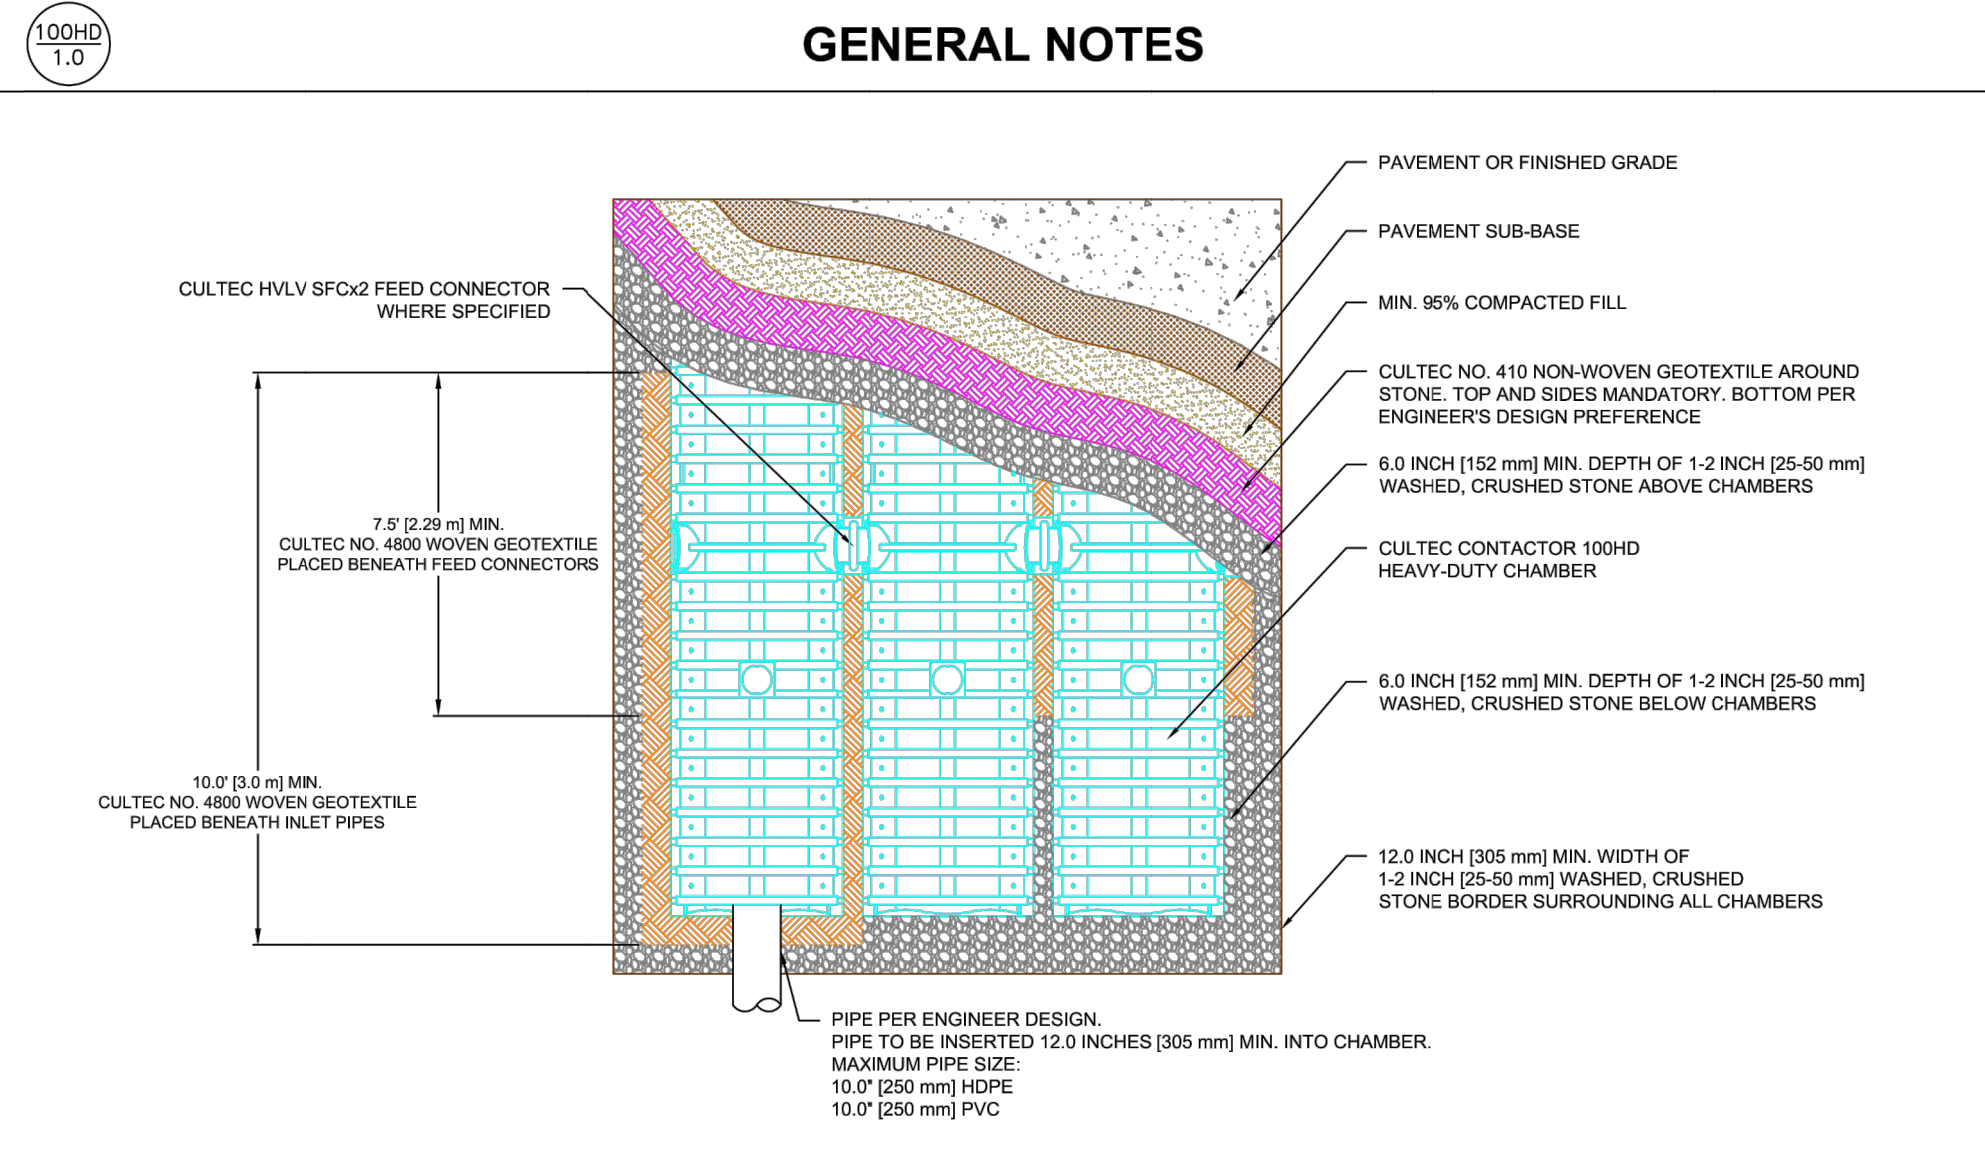 100HD
1.0
GENERAL NOTES
PAVEMENT OR FINISHED GRADE
PAVEMENT SUB-BASE
CULTEC HVLV SFCx2 FEED CONNECTOR
WHERE SPECIFIED
MIN. 95% COMPACTED FILL
CULTEC NO. 410 NON-WOVEN GEOTEXTILE AROUND
STONE. TOP AND SIDES MANDATORY. BOTTOM PER
ENGINEER'S DESIGN PREFERENCE
6.0 INCH [152 mm] MIN. DEPTH OF 1-2 INCH [25-50 mm]
WASHED, CRUSHED STONE ABOVE CHAMBERS
7.5' [2.29 m] MIN.
CULTEC NO. 4800 WOVEN GEOTEXTILE
PLACED BENEATH FEED CONNECTORS
CULTEC CONTACTOR 100HD
HEAVY-DUTY CHAMBER
6.0 INCH [152 mm] MIN. DEPTH OF 1-2 INCH [25-50 mm]
WASHED, CRUSHED STONE BELOW CHAMBERS
10.0' [3.0 m] MIN.
CULTEC NO. 4800 WOVEN GEOTEXTILE
PLACED BENEATH INLET PIPES
12.0 INCH [305 mm] MIN. WIDTH OF
1-2 INCH [25-50 mm] WASHED, CRUSHED
STONE BORDER SURROUNDING ALL CHAMBERS
PIPE PER ENGINEER DESIGN.
PIPE TO BE INSERTED 12.0 INCHES [305 mm] MIN. INTO CHAMBER.
MAXIMUM PIPE SIZE:
10.0" [250 mm] HDPE
10.0" [250 mm] PVC